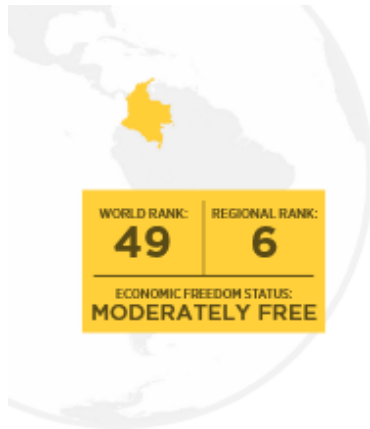 WORLD RANK: REGIONAL RANK:
49 6
ECONOMIC FREEDOM STATUS:
MODERATELY FREE